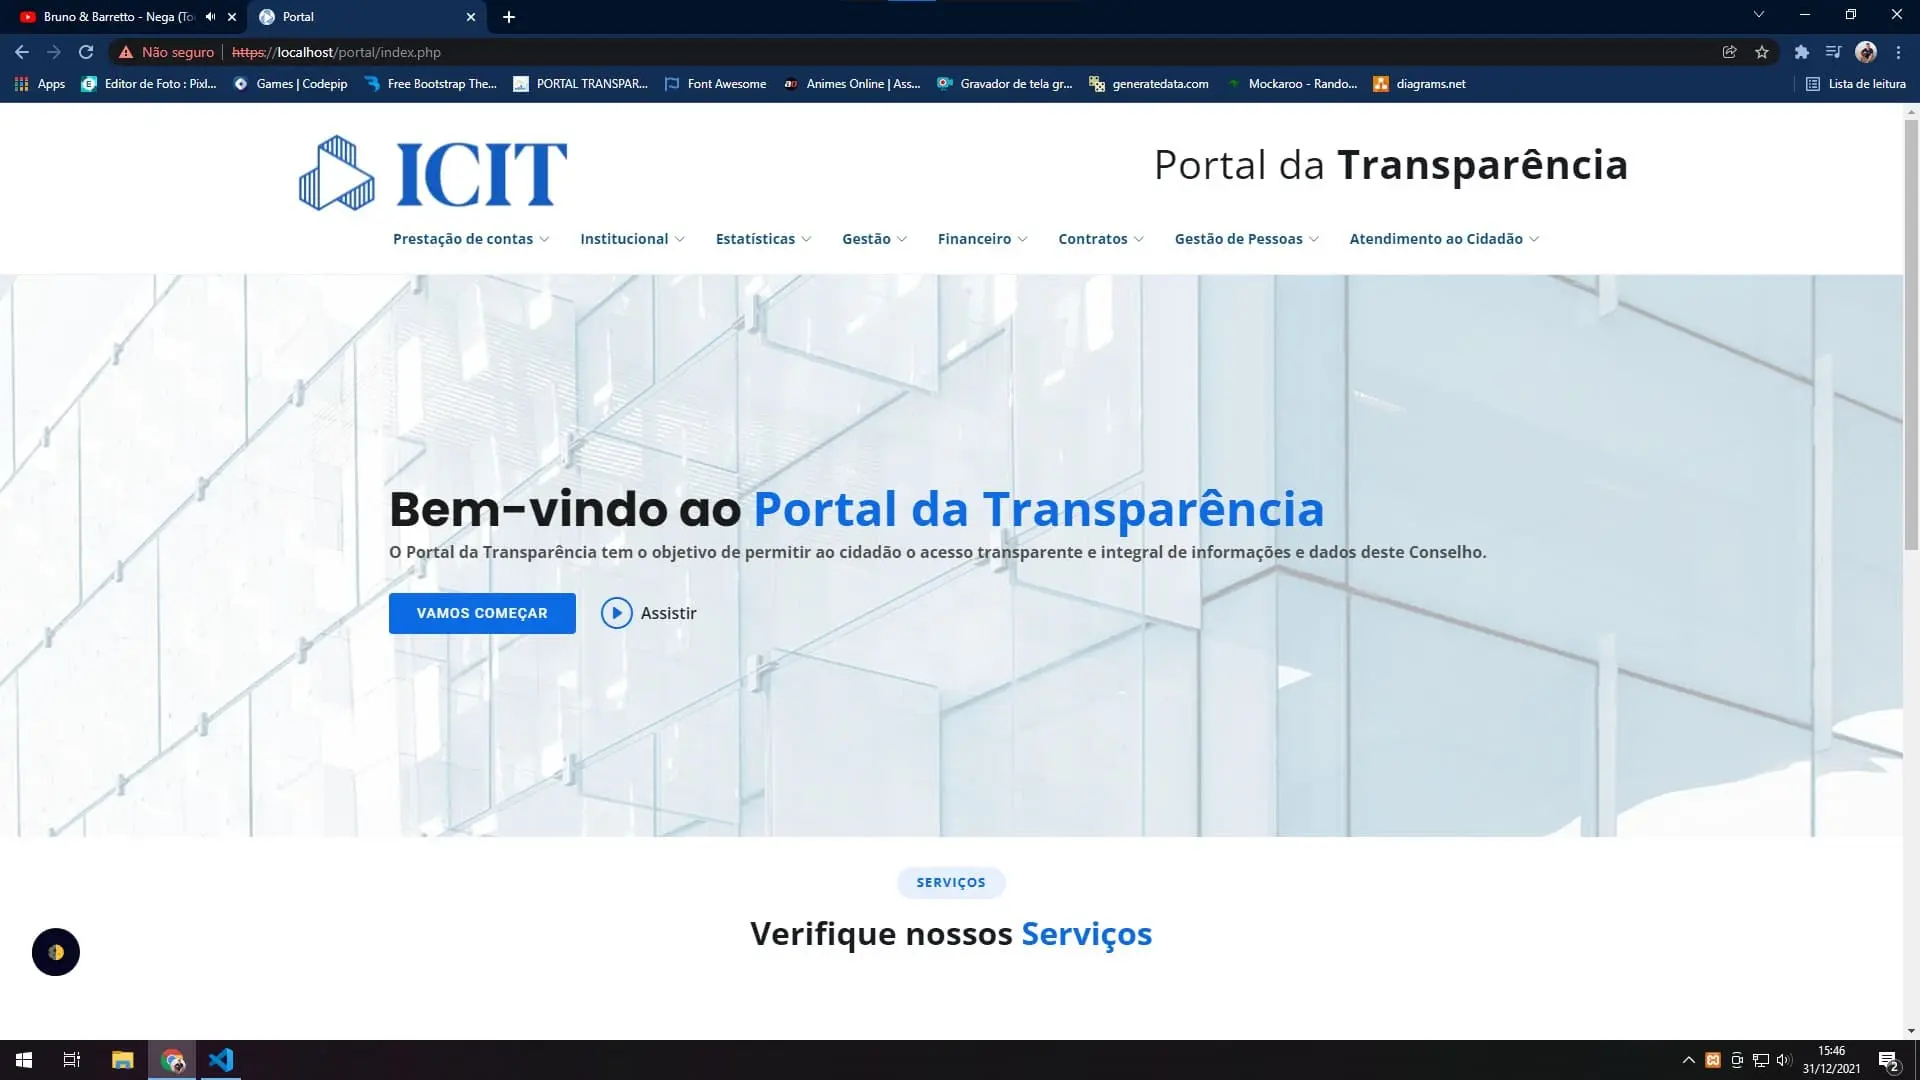 Bruno & Barretto - Nega (To
Portal
Não seguro
https://localhost/portal/index.php
Apps
Editor de Foto : Pixl...
Games | Codepip
Free Bootstrap The...
PORTAL TRANSPAR...
Font Awesome
Animes Online | Ass...
Gravador de tela gr...
generatedata.com
Mockaroo - Rando...
diagrams.net
Lista de leitura
ICIT
Portal da Transparência
Prestação de contas
Institucional
Estatísticas
Gestão
Financeiro
Contratos
Gestão de Pessoas
Atendimento ao Cidadão
Bem-vindo ao Portal da Transparência
O Portal da Transparência tem o objetivo de permitir ao cidadão o acesso transparente e integral de informações e dados deste Conselho.
VAMOS COMEÇAR
Assistir
SERVIÇOS
Verifique nossos Serviços
15:46
31/12/2021
2